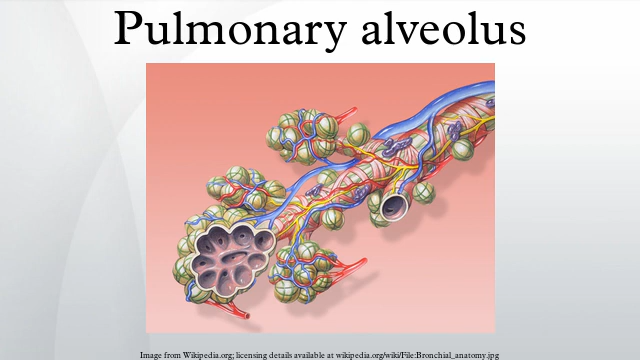 Pulmonary alveolus
Image from Wikipedia.org; licensing details available at wikipedia.org/wiki/File:Bronchial_anatomy.jpg